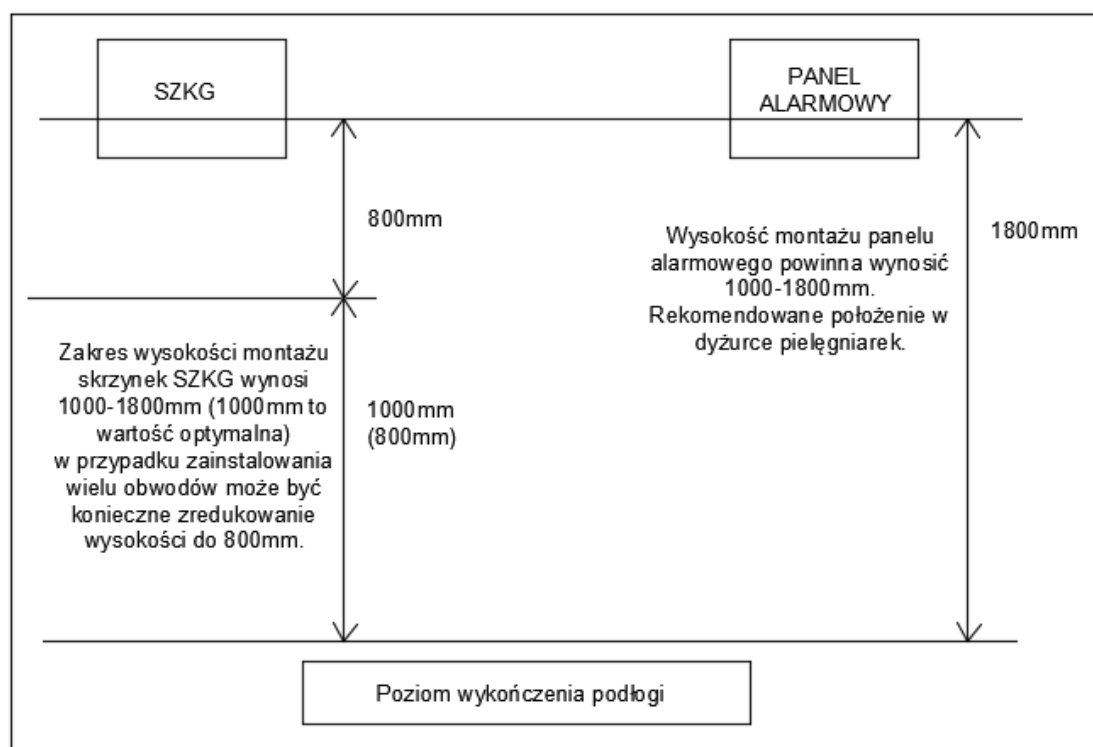 SZKG
PANEL
ALARMOWY
800mm
1800mm
Wysokość montażu panelu
alarmowego powinna wynosić
1000-1800mm.
Rekomendowane położenie w
dyżurce pielęgniarek.
Zakres wysokości montażu
skrzynek SZKG wynosi
1000-1800mm (1000mm to
wartość optymalna)
w przypadku zainstalowania
wielu obwodów może być
konieczne zredukowanie
wysokości do 800mm.
1000mm
(800mm)
Poziom wykończenia podłogi